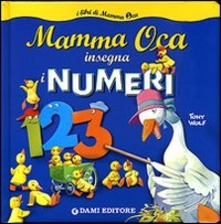 i libri di Mamma Oca
Mamma Oca
insegna
i NUMERI
123
TONY
WOLF
DAMI EDITORE